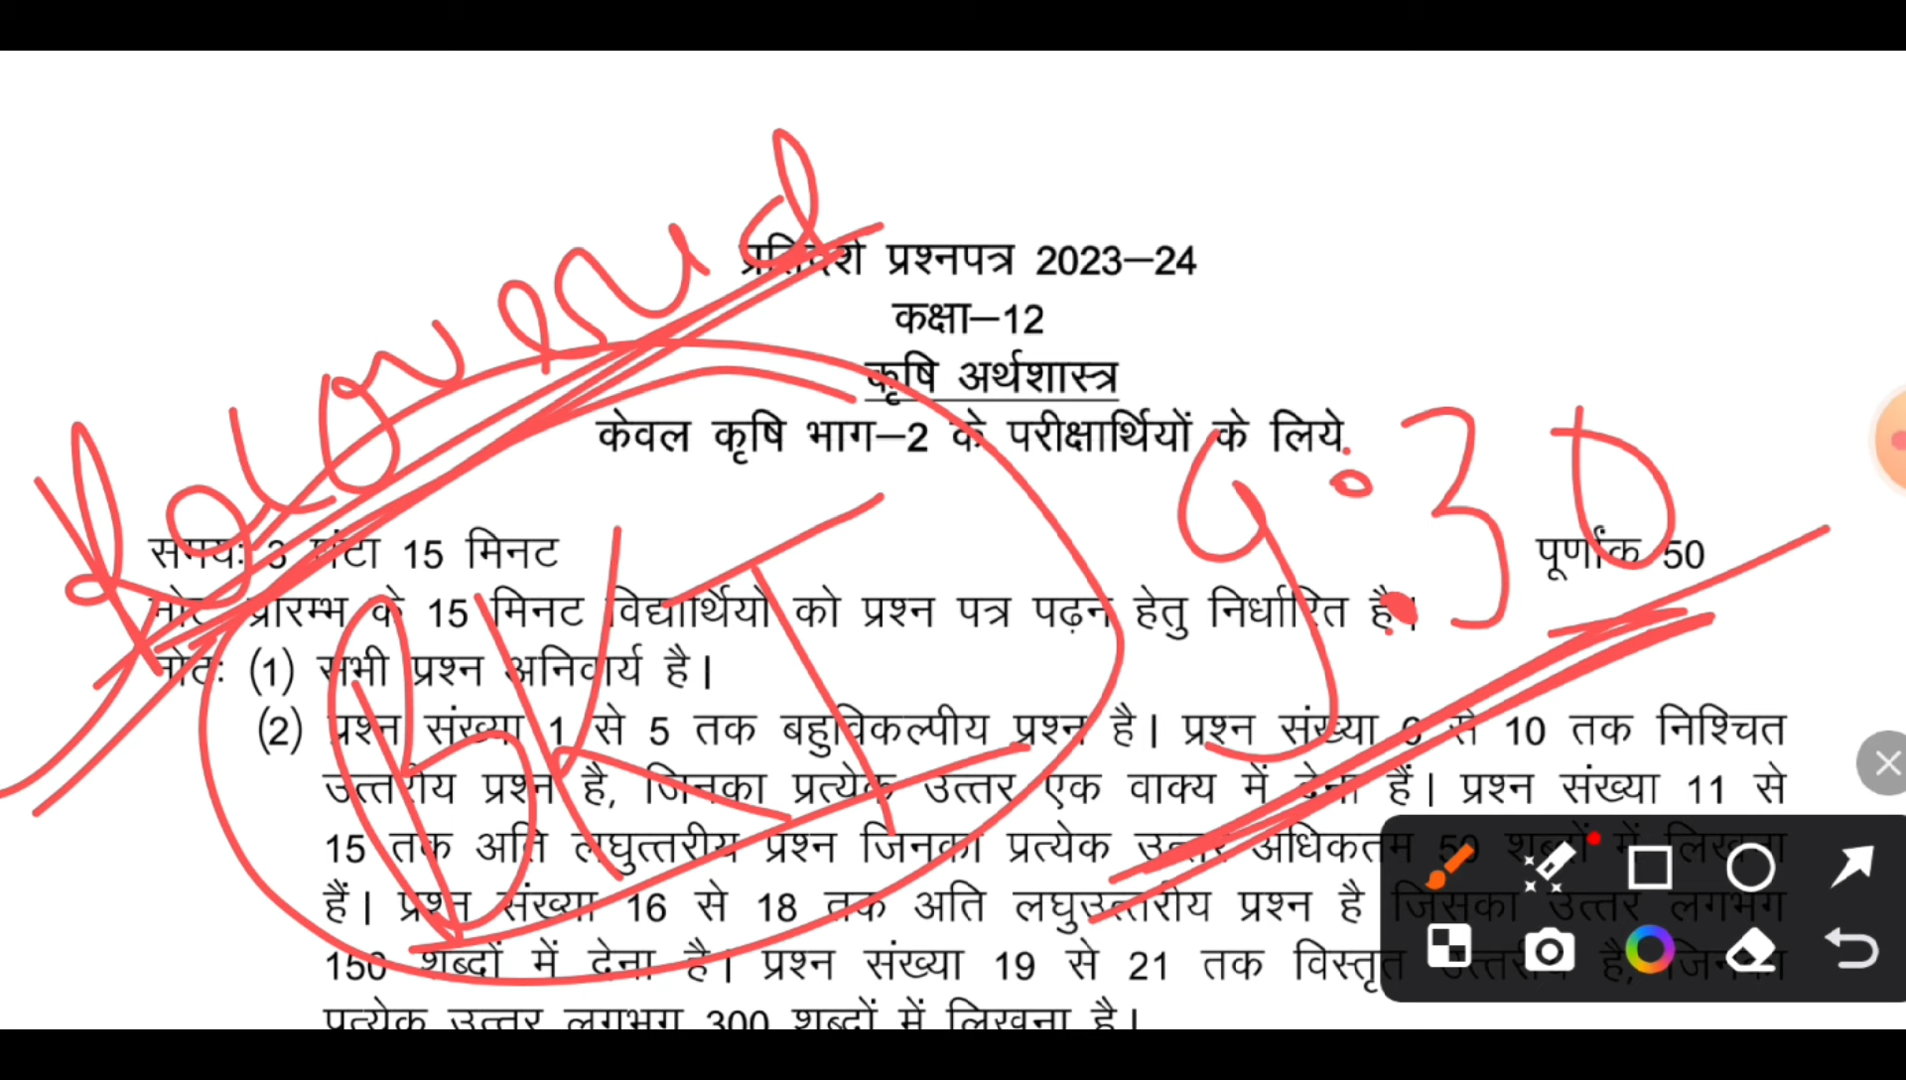 प्रतिदर्श प्रश्नपत्र 2023–24
कक्षा–12
कृषि अर्थशास्त्र
केवल कृषि भाग–2 के परीक्षार्थियों के लिये
9:30
समयः 3 घंटा 15 मिनट पूर्णांक 50
नोटः प्रारम्भ के 15 मिनट विद्यार्थियों को प्रश्न पत्र पढ़न हेतु निर्धारित है।
नोटः (1) सभी प्रश्न अनिवार्य है।
BKT
(2) प्रश्न संख्या 1 से 5 तक बहुविकल्पीय प्रश्न है। प्रश्न संख्या 6 से 10 तक निश्चित
उत्तरीय प्रश्न है, जिनका प्रत्येक उत्तर एक वाक्य में देना हैं। प्रश्न संख्या 11 से
15 तक अति लघुत्तरीय प्रश्न जिनका प्रत्येक उत्तर अधिकतम 50 शब्दों में लिखना
हैं। प्रश्न संख्या 16 से 18 तक अति लघुउत्तरीय प्रश्न है जिसका उत्तर लगभग
150 शब्दों में देना है। प्रश्न संख्या 19 से 21 तक विस्तृत उत्तरीय है, जिनका
प्रत्येक उत्तर लगभग 300 शब्दों में लिखना है।